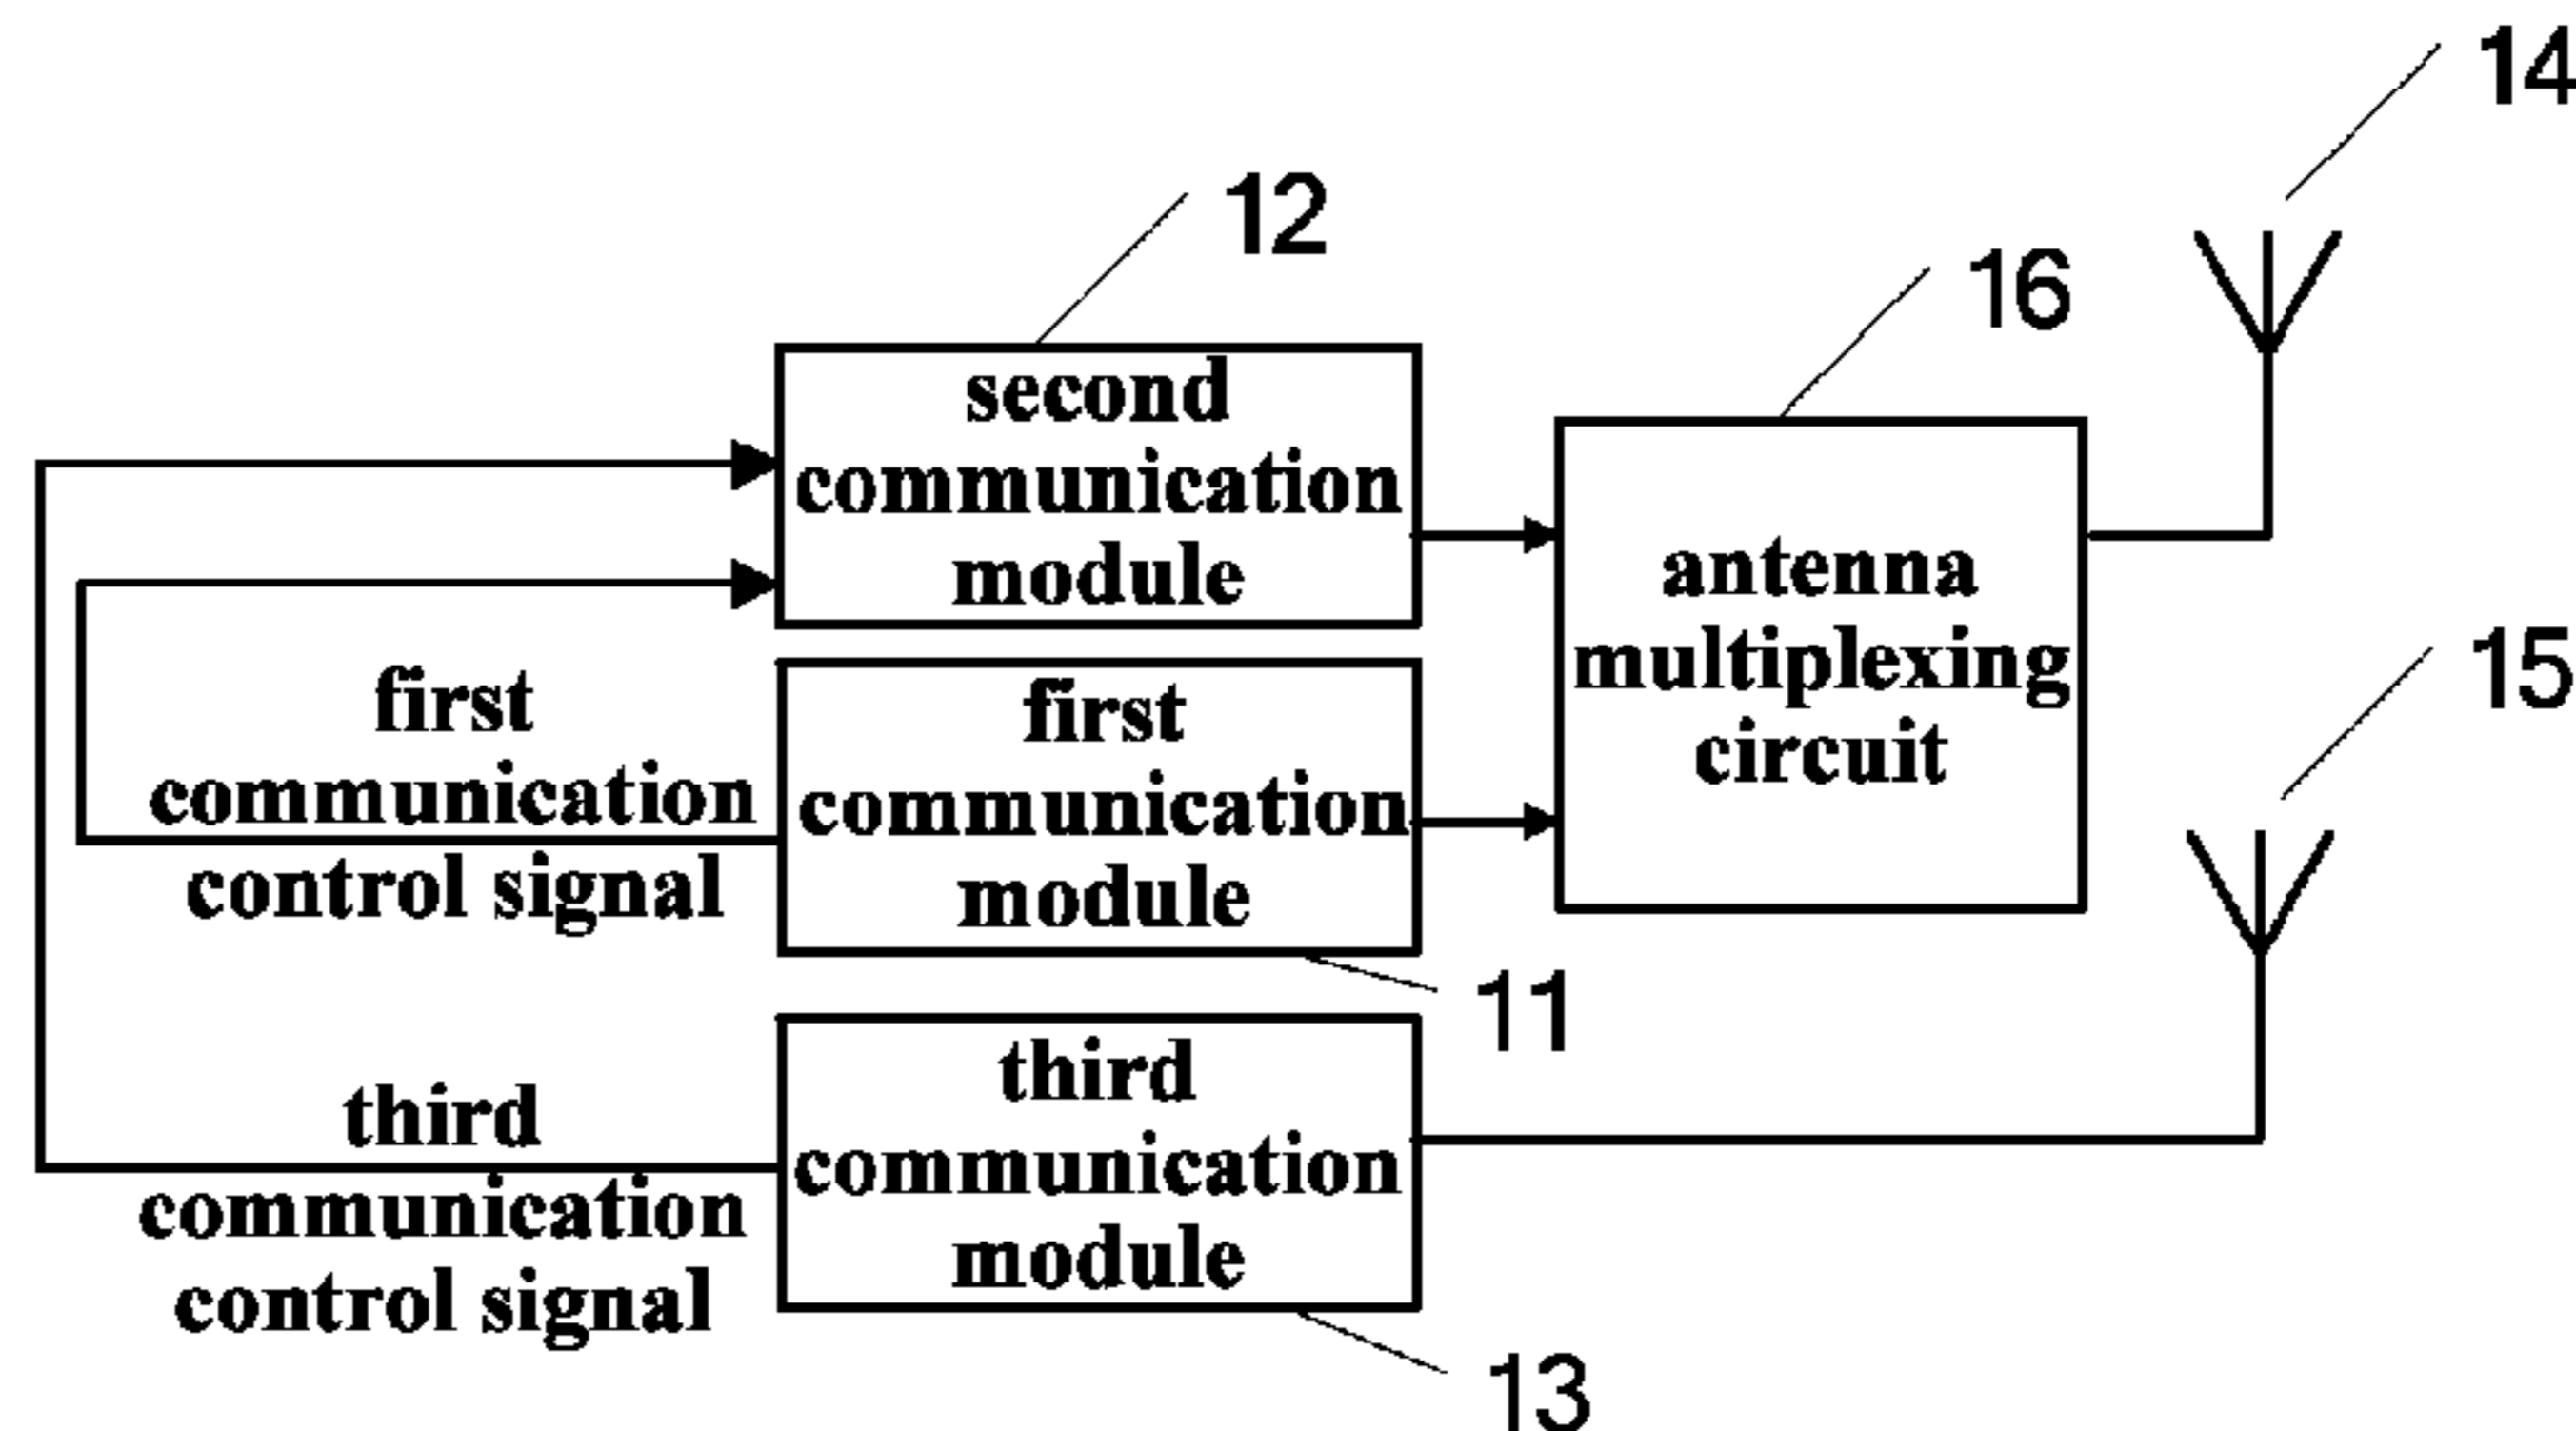 14
12
16
second
communication
module
antenna
multiplexing
circuit
15
first
communication
control signal
first
communication
module
11
third
communication
control signal
third
communication
module
13